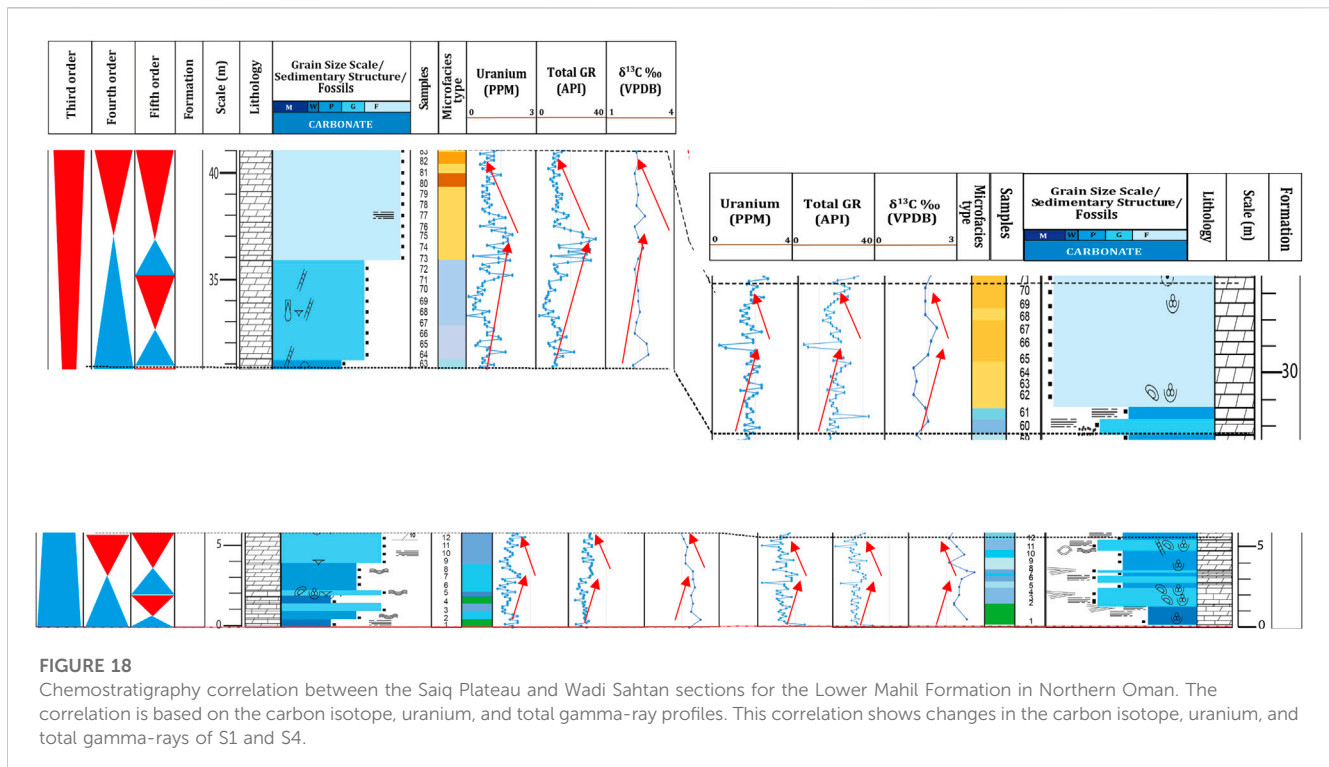 Third order
Fourth order
Fifth order
Formation
Scale (m)
Lithology
Grain Size Scale/
Sedimentary Structure/
Fossils
M W P G F
CARBONATE
Samples
Microfacies
type
Uranium
(PPM)
0 3
Total GR
(API)
0 40
δ¹³C ‰
(VPDB)
1 4
40
35
83
82
81
80
79
78
77
76
75
74
73
72
71
70
69
68
67
66
65
64
63
Uranium
(PPM)
0 4
Total GR
(API)
0 40
δ¹³C ‰
(VPDB)
0 3
Microfacies
type
Samples
Grain Size Scale/
Sedimentary Structure/
Fossils
M W P G F
CARBONATE
Lithology
Scale (m)
Formation
71
70
69
68
67
66
65
64
63
62
61
60
30
5
0
10
12
11
10
9
8
7
6
5
4
3
2
1
12
11
10
9
8
6
5
4
3
2
1
5
0
FIGURE 18
Chemostratigraphy correlation between the Saiq Plateau and Wadi Sahtan sections for the Lower Mahil Formation in Northern Oman. The
correlation is based on the carbon isotope, uranium, and total gamma-ray profiles. This correlation shows changes in the carbon isotope, uranium, and
total gamma-rays of S1 and S4.